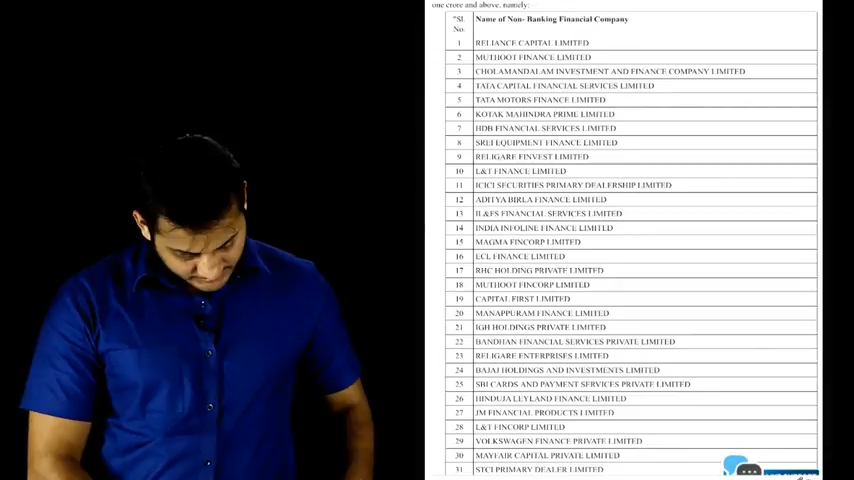 one crore and above, namely:
"Sl. No. Name of Non- Banking Financial Company
1 RELIANCE CAPITAL LIMITED
2 MUTHOOT FINANCE LIMITED
3 CHOLAMANDALAM INVESTMENT AND FINANCE COMPANY LIMITED
4 TATA CAPITAL FINANCIAL SERVICES LIMITED
5 TATA MOTORS FINANCE LIMITED
6 KOTAK MAHINDRA PRIME LIMITED
7 HDB FINANCIAL SERVICES LIMITED
8 SREI EQUIPMENT FINANCE LIMITED
9 RELIGARE FINVEST LIMITED
10 L&T FINANCE LIMITED
11 ICICI SECURITIES PRIMARY DEALERSHIP LIMITED
12 ADITYA BIRLA FINANCE LIMITED
13 IL&FS FINANCIAL SERVICES LIMITED
14 INDIA INFOLINE FINANCE LIMITED
15 MAGMA FINCORP LIMITED
16 ECL FINANCE LIMITED
17 RHC HOLDING PRIVATE LIMITED
18 MUTHOOT FINCORP LIMITED
19 CAPITAL FIRST LIMITED
20 MANAPPURAM FINANCE LIMITED
21 IGH HOLDINGS PRIVATE LIMITED
22 BANDHAN FINANCIAL SERVICES PRIVATE LIMITED
23 RELIGARE ENTERPRISES LIMITED
24 BAJAJ HOLDINGS AND INVESTMENTS LIMITED
25 SBI CARDS AND PAYMENT SERVICES PRIVATE LIMITED
26 HINDUJA LEYLAND FINANCE LIMITED
27 JM FINANCIAL PRODUCTS LIMITED
28 L&T FINCORP LIMITED
29 VOLKSWAGEN FINANCE PRIVATE LIMITED
30 MAYFAIR CAPITAL PRIVATE LIMITED
31 STCI PRIMARY DEALER LIMITED